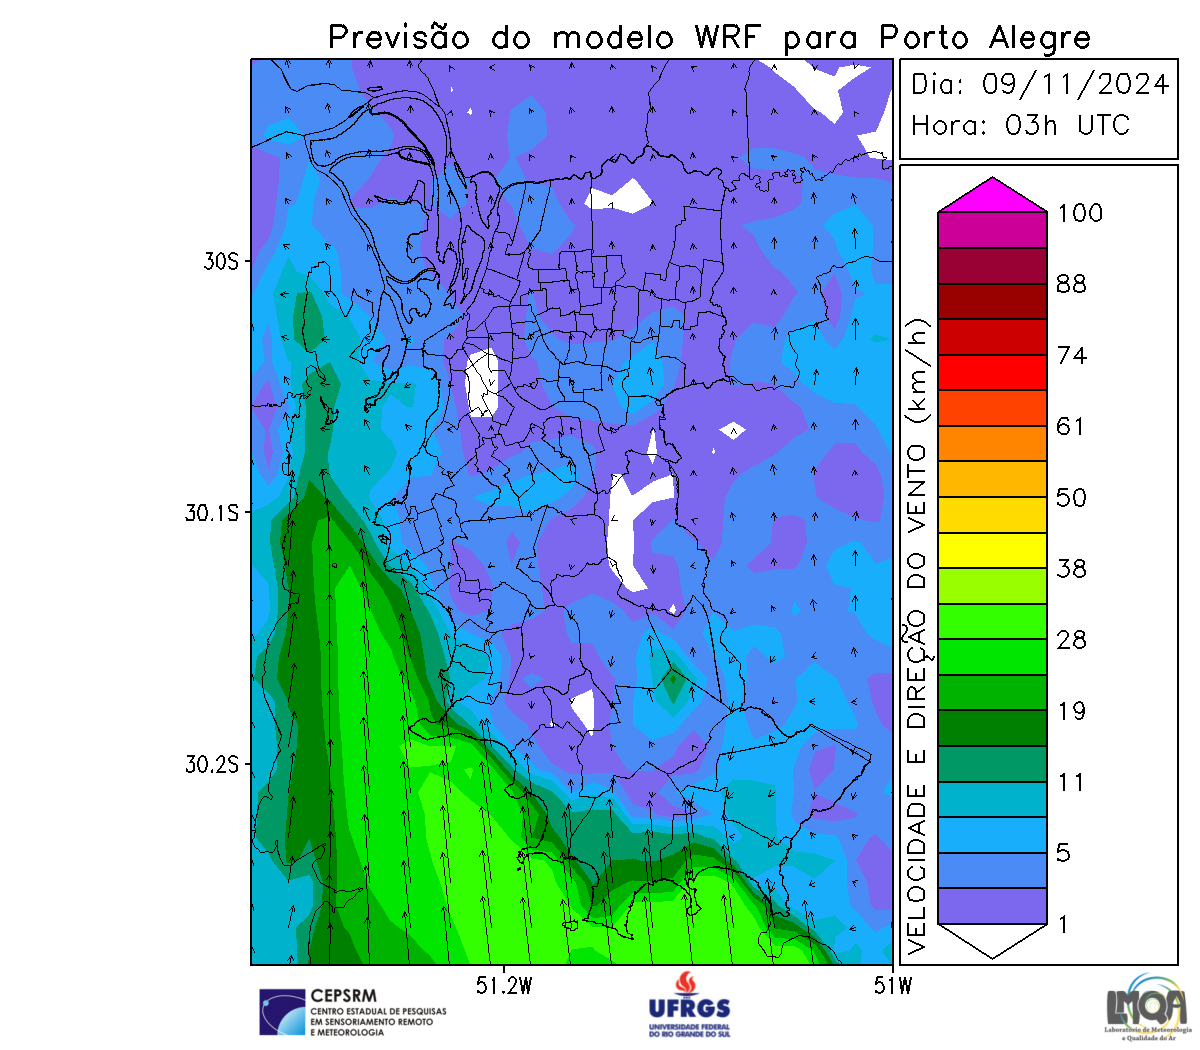 Previsão do modelo WRF para Porto Alegre
Dia: 09/11/2024
Hora: 03h UTC
30S
30.1S
30.2S
51.2W
51W
VELOCIDADE E DIREÇÃO DO VENTO (km/h)
100
88
74
61
50
38
28
19
11
5
1
CEPSRM
CENTRO ESTADUAL DE PESQUISAS
EM SENSORIAMENTO REMOTO
E METEOROLOGIA
UFRGS
UNIVERSIDADE FEDERAL
DO RIO GRANDE DO SUL
LMQA
Laboratório de Meteorologia
e Qualidade do Ar